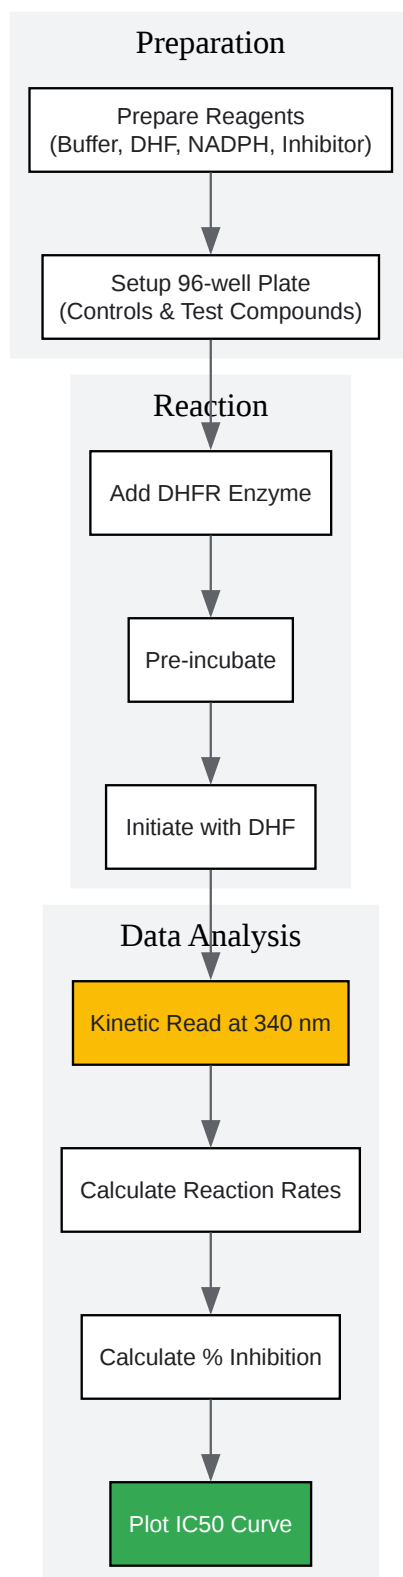 Preparation
Prepare Reagents
(Buffer, DHF, NADPH, Inhibitor)
Setup 96-well Plate
(Controls & Test Compounds)
Reaction
Add DHFR Enzyme
Pre-incubate
Initiate with DHF
Data Analysis
Kinetic Read at 340 nm
Calculate Reaction Rates
Calculate % Inhibition
Plot IC50 Curve